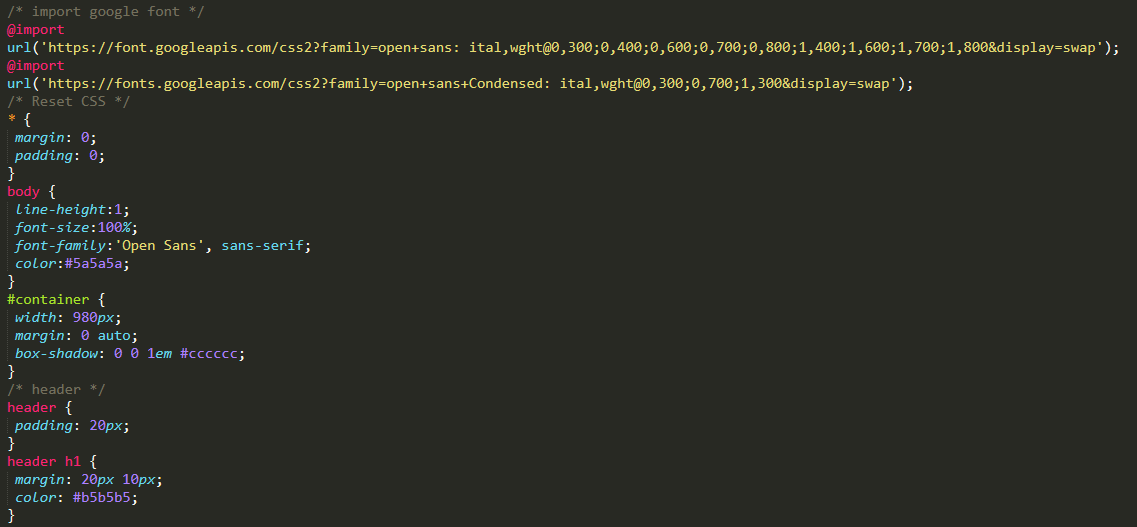 /* import google font */
@import
url('https://font.googleapis.com/css2?family=open+sans: ital,wght@0,300;0,400;0,600;0,700;0,800;1,400;1,600;1,700;1,800&display=swap');
@import
url('https://fonts.googleapis.com/css2?family=open+sans+Condensed: ital,wght@0,300;0,700;1,300&display=swap');
/* Reset CSS */
* {
margin: 0;
padding: 0;
}
body {
line-height:1;
font-size:100%;
font-family:'Open Sans', sans-serif;
color:#5a5a5a;
}
#container {
width: 980px;
margin: 0 auto;
box-shadow: 0 0 1em #cccccc;
}
/* header */
header {
padding: 20px;
}
header h1 {
margin: 20px 10px;
color: #b5b5b5;
}